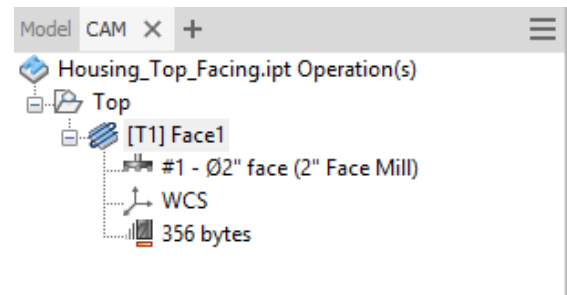 Model CAM × +
Housing_Top_Facing.ipt Operation(s)
Top
[T1] Face1
#1 - Ø2" face (2" Face Mill)
WCS
356 bytes